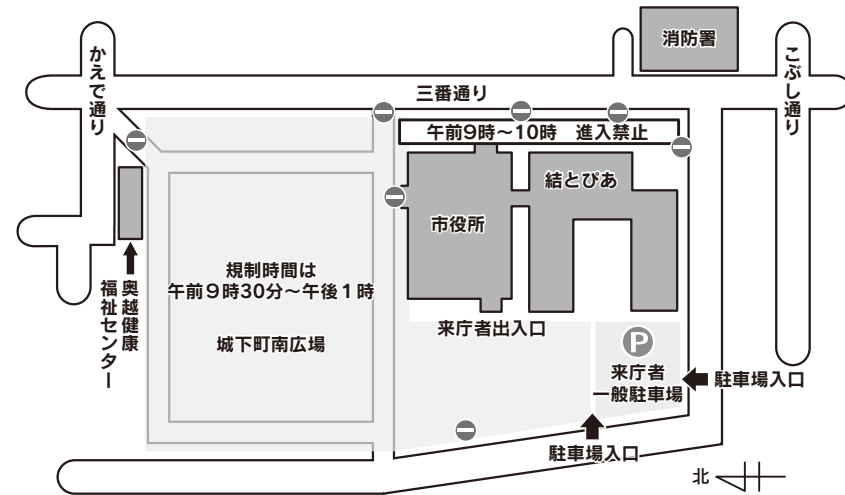 消防署
かえで通り
こぶし通り
三番通り
午前9時～10時　進入禁止
結とぴあ
市役所
規制時間は
午前９時30分～午後１時
奥越健康
福祉センター
城下町南広場
来庁者出入口
P
来庁者
一般駐車場
駐車場入口
駐車場入口
北